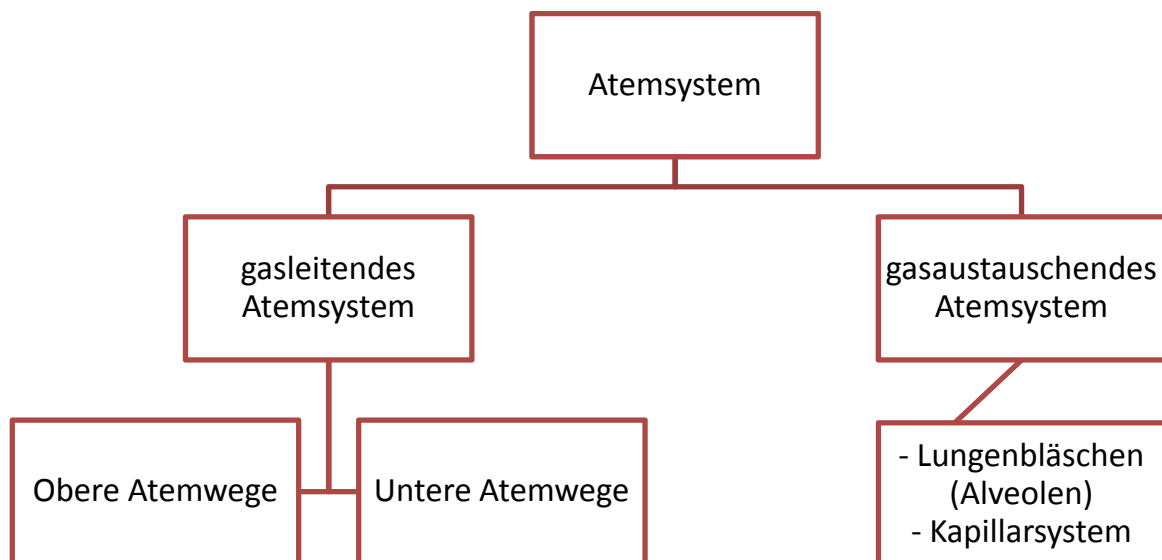 Atemsystem
gasleitendes
Atemsystem
gasaustauschendes
Atemsystem
Obere Atemwege
Untere Atemwege
- Lungenbläschen
(Alveolen)
- Kapillarsystem